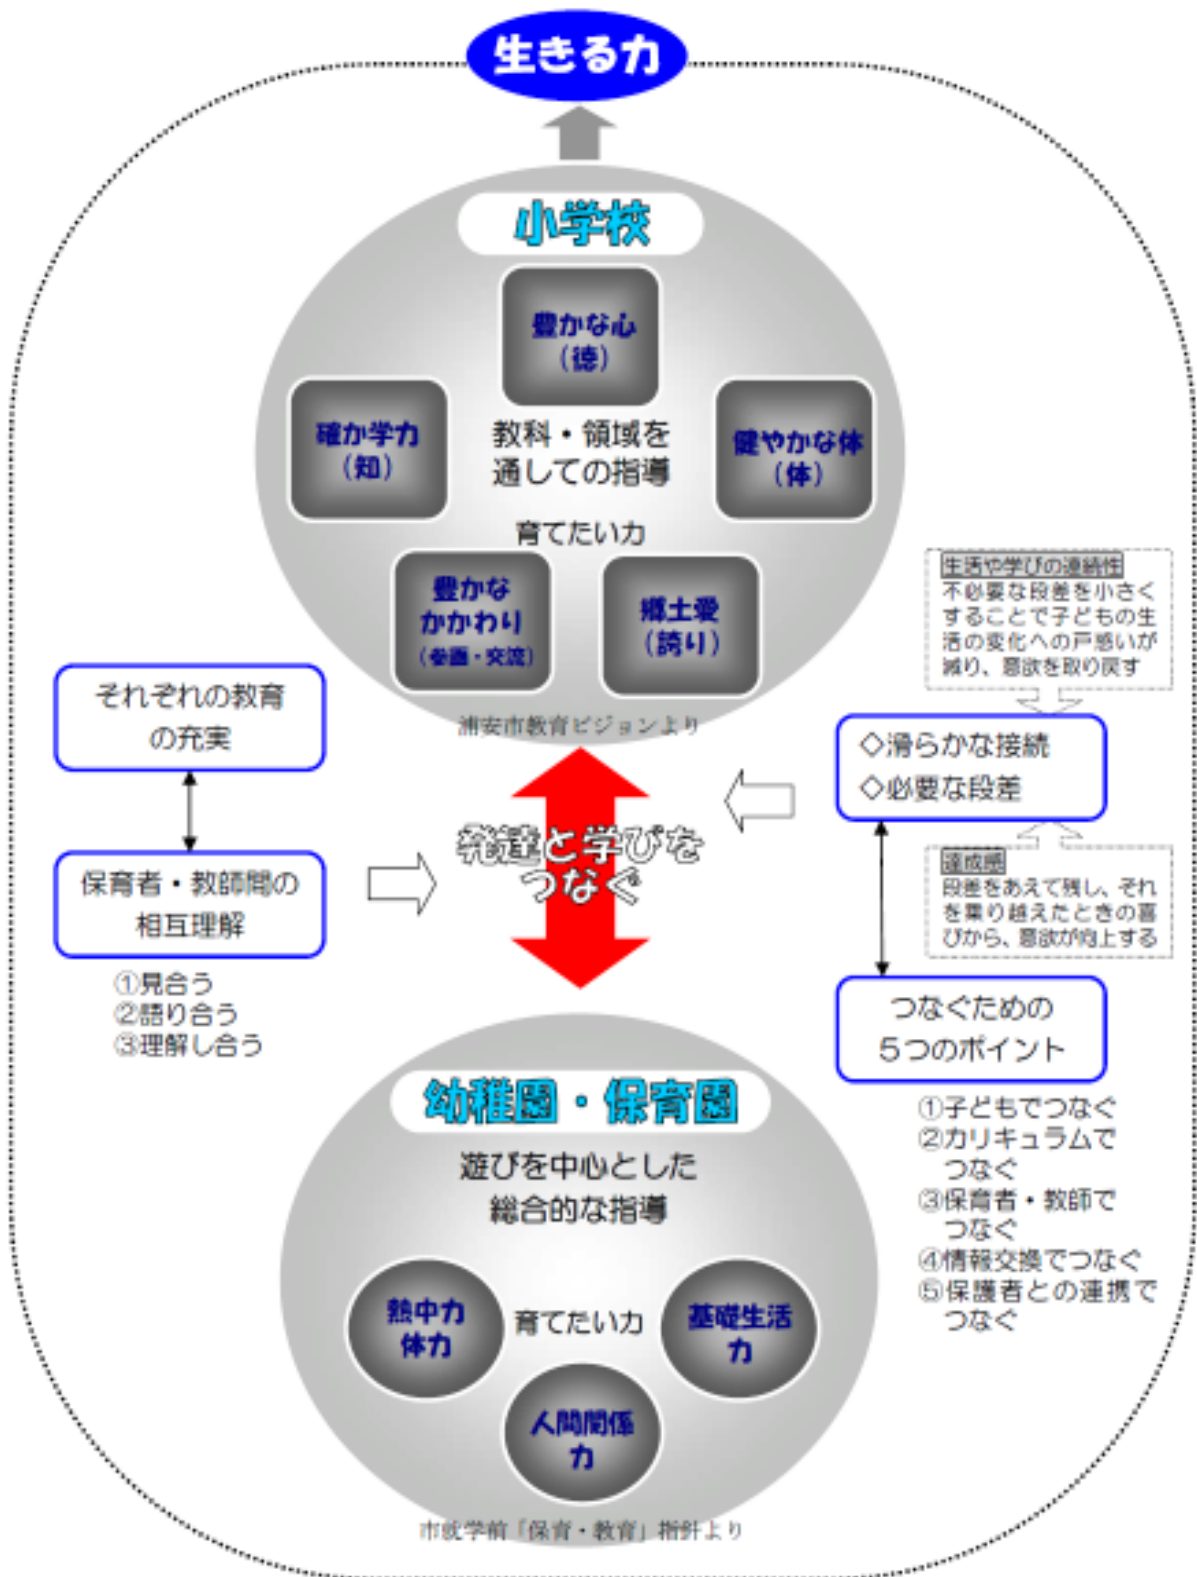 生きる力
小学校
豊かな心
（徳）
確か学力
（知）
教科・領域を
通しての指導
健やかな体
（体）
育てたい力
豊かな
かかわり
（参画・交流）
郷土愛
（誇り）
浦安市教育ビジョンより
生活や学びの連続性
不必要な段差を小さく
することで子どもの生
活の変化への戸惑いが
減り、意欲を取り戻す
それぞれの教育
の充実
◇滑らかな接続
◇必要な段差
発達と学びを
つなぐ
保育者・教師間の
相互理解
①見合う
②語り合う
③理解し合う
達成感
段差をあえて残し、それ
を乗り越えたときの喜
びから、意欲が向上する
つなぐための
５つのポイント
①子どもでつなぐ
②カリキュラムで
つなぐ
③保育者・教師で
つなぐ
④情報交換でつなぐ
⑤保護者との連携で
つなぐ
幼稚園・保育園
遊びを中心とした
総合的な指導
熱中力
体力
育てたい力
基礎生活
力
人間関係
力
市就学前「保育・教育」指針より